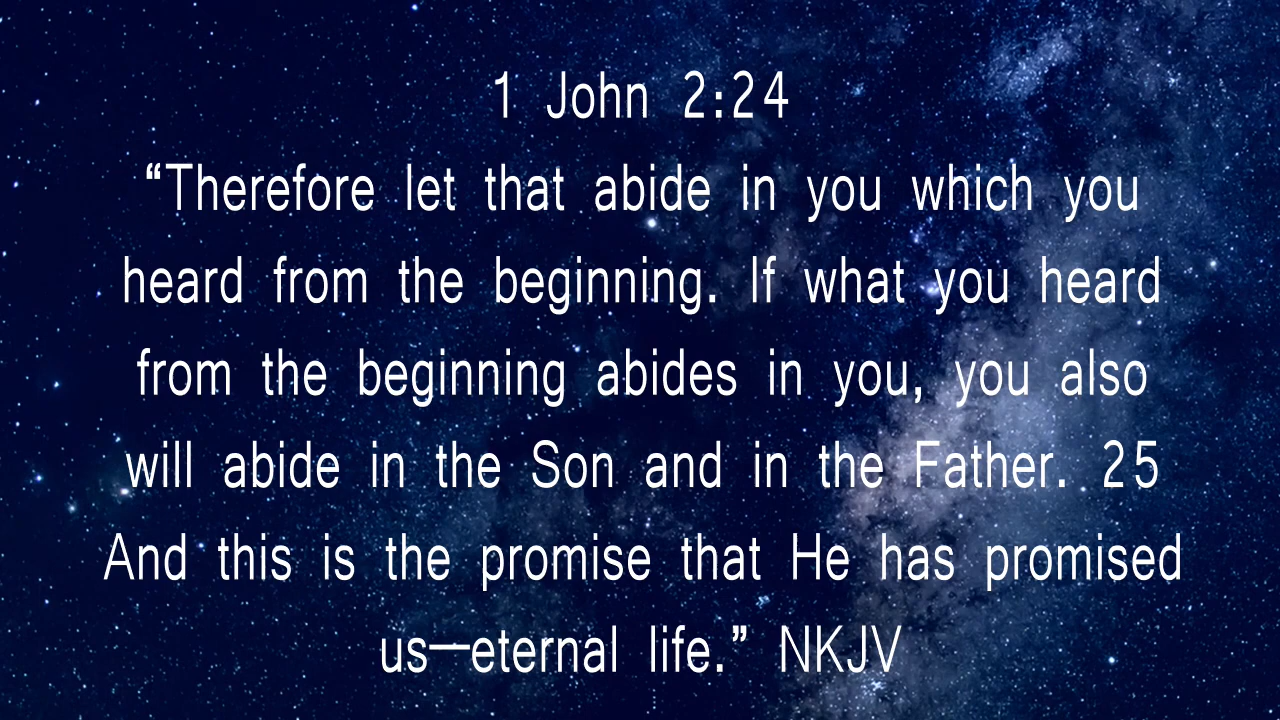 1 John 2:24
“Therefore let that abide in you which you
heard from the beginning. If what you heard
from the beginning abides in you, you also
will abide in the Son and in the Father. 25
And this is the promise that He has promised
us—eternal life.” NKJV